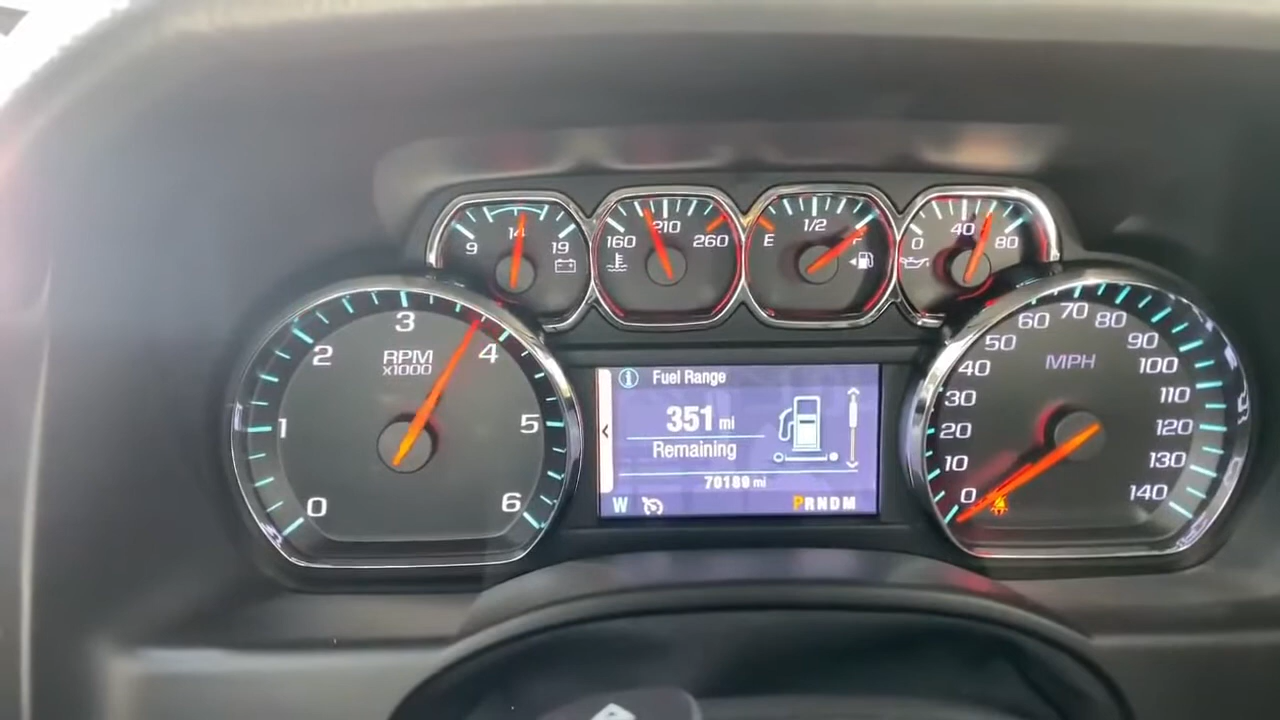 9 14 19
160 210 260
E 1/2 F
0 40 80
0 1 2 3 4 5 6
RPM
x1000
i Fuel Range
351 mi
Remaining
70189 mi
W PRNDM
0 10 20 30 40 50 60 70 80 90 100 110 120 130 140
MPH